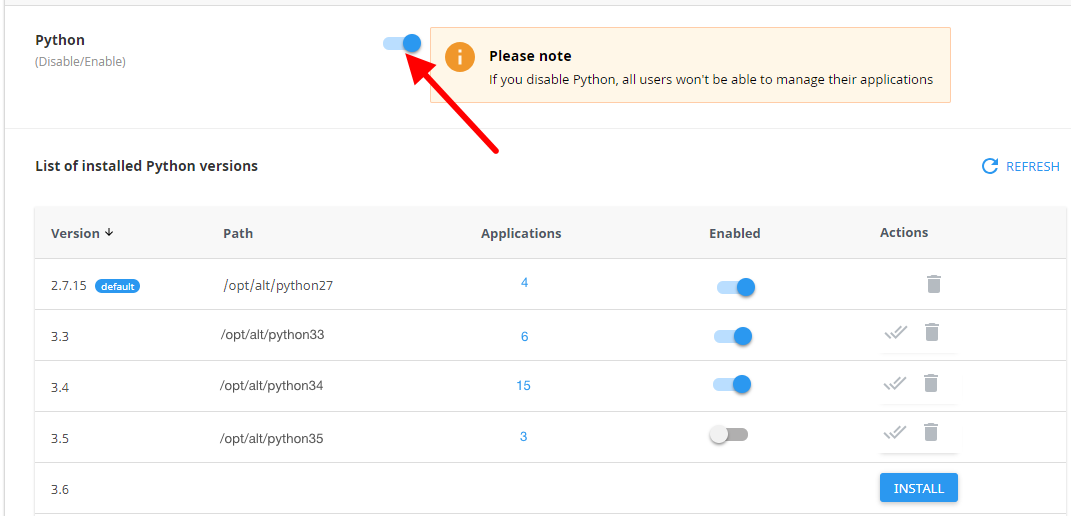 Python
(Disable/Enable)
Please note
If you disable Python, all users won't be able to manage their applications
List of installed Python versions
REFRESH
Version Path Applications Enabled Actions
2.7.15 default /opt/alt/python27 4
3.3 /opt/alt/python33 6
3.4 /opt/alt/python34 15
3.5 /opt/alt/python35 3
3.6 INSTALL